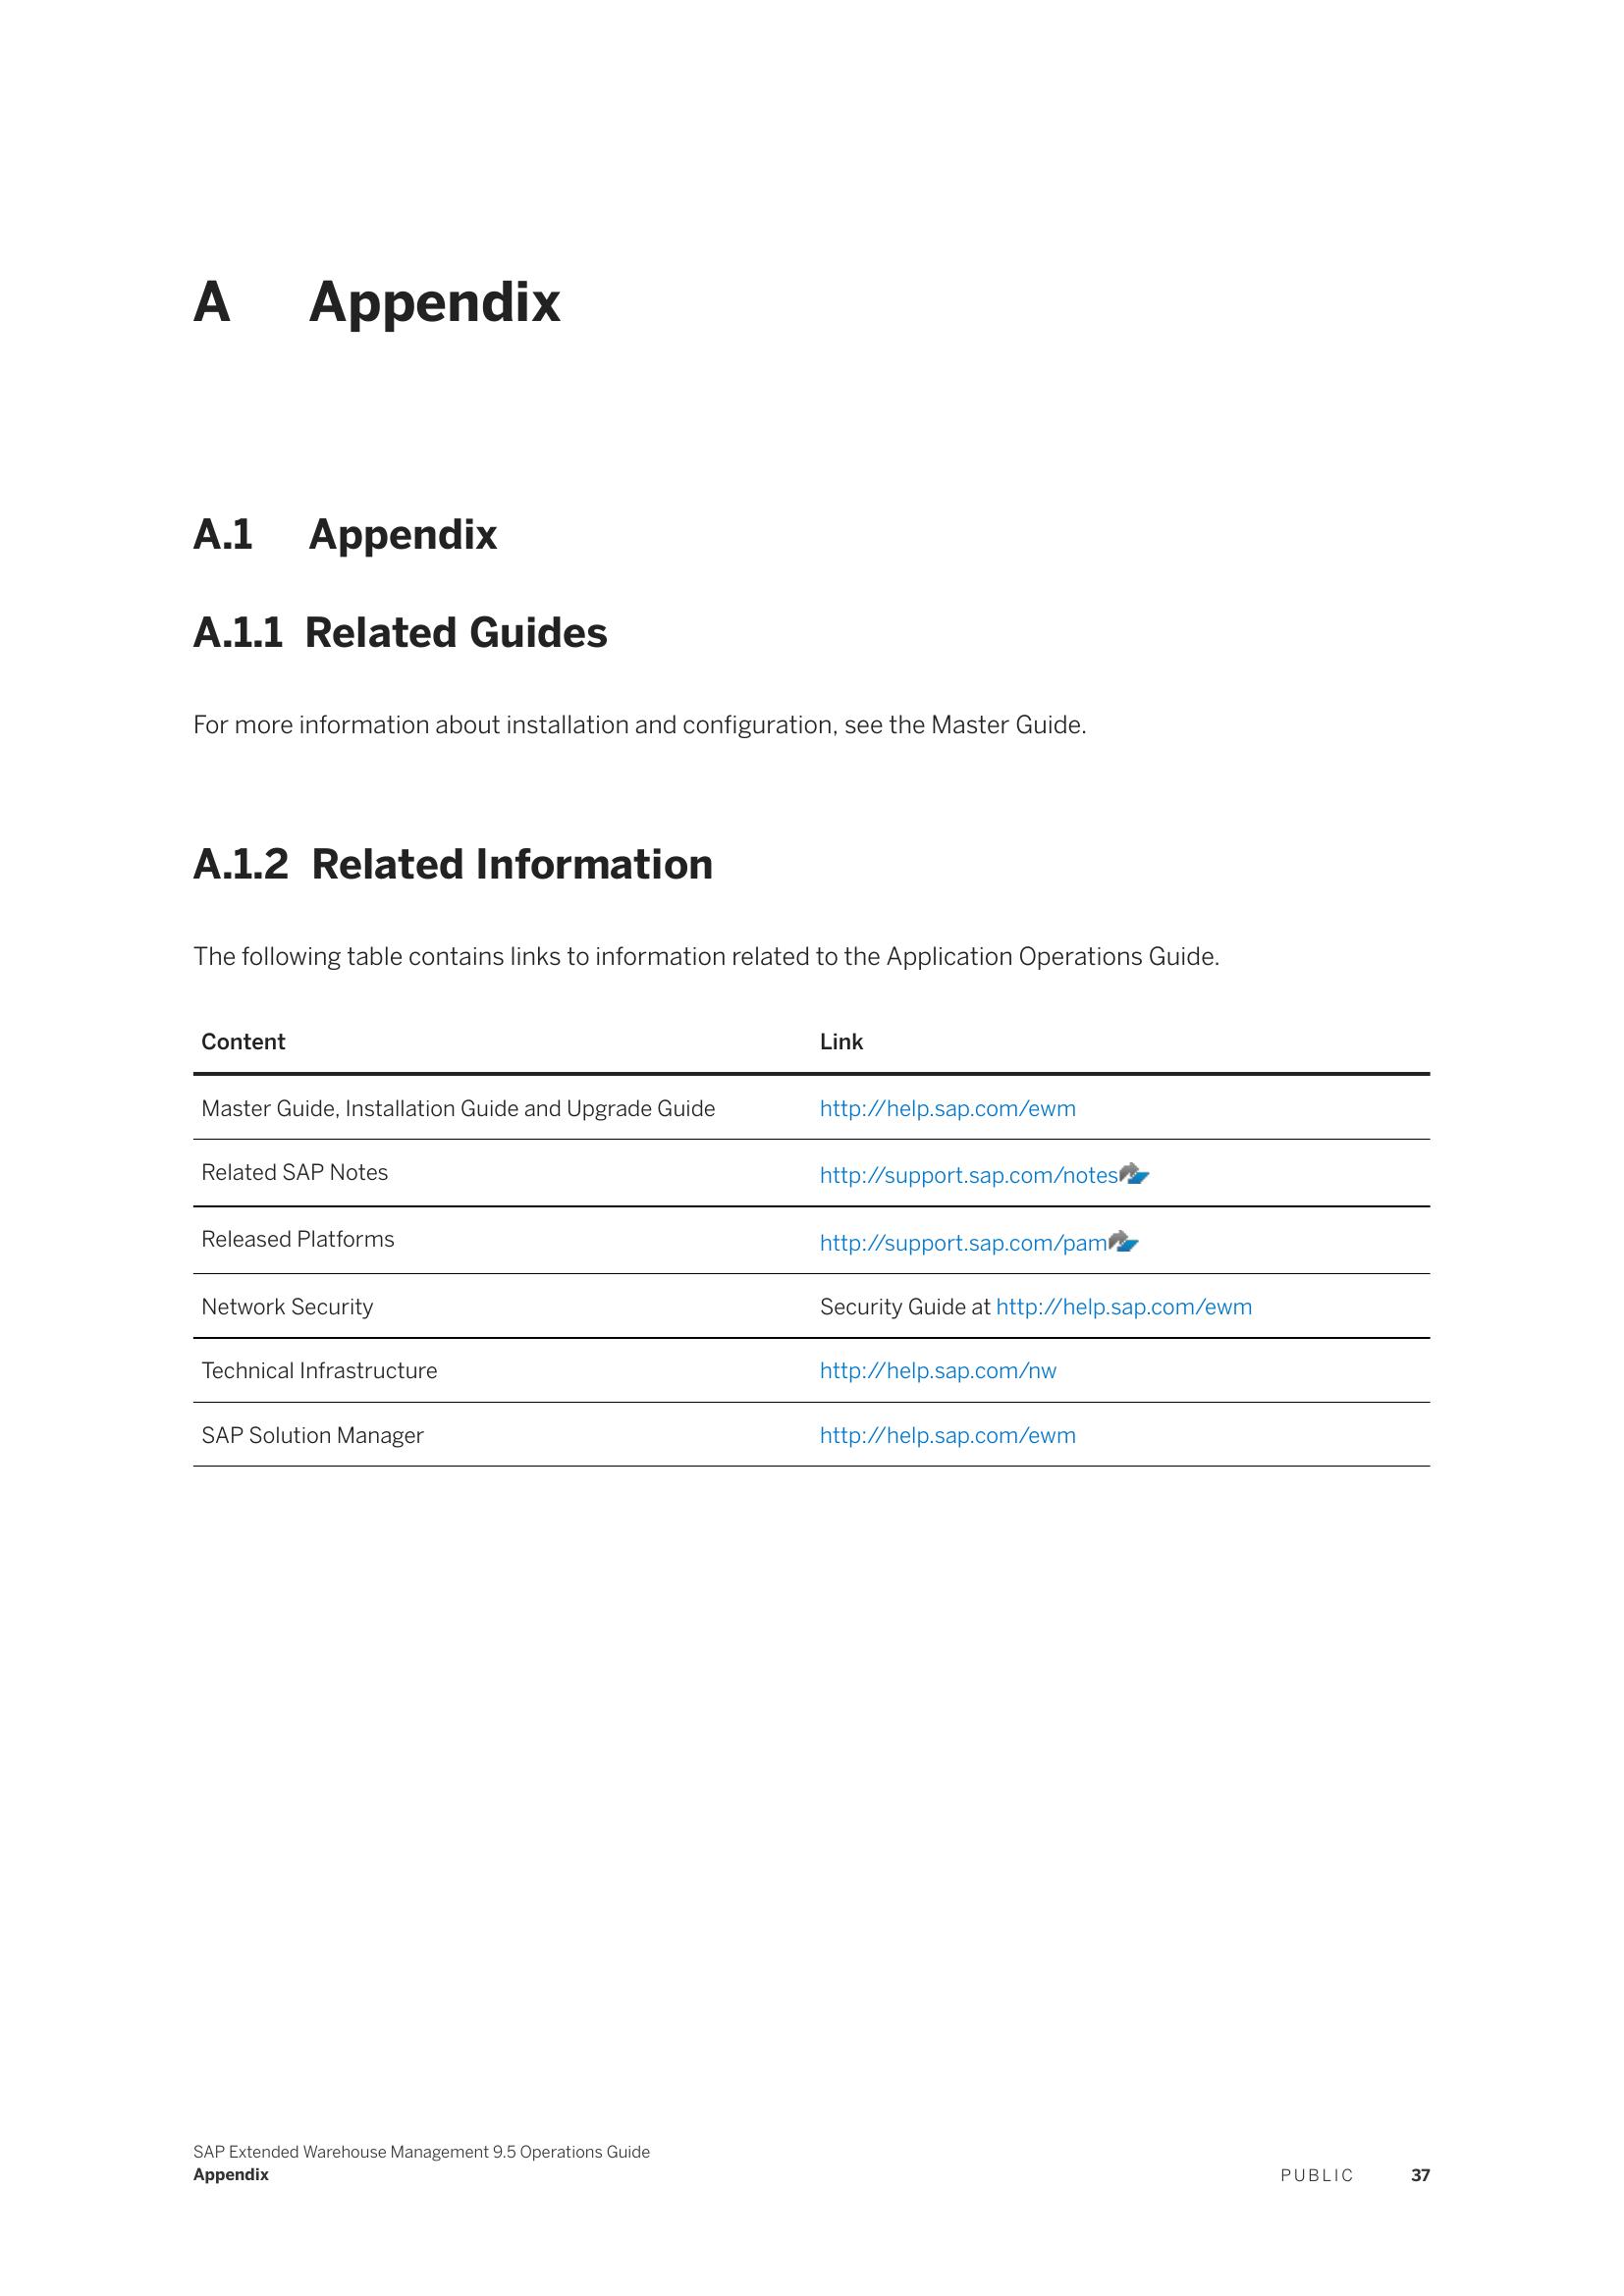 A Appendix
A.1 Appendix
A.1.1 Related Guides
For more information about installation and configuration, see the Master Guide.
A.1.2 Related Information
The following table contains links to information related to the Application Operations Guide.
Content Link
Master Guide, Installation Guide and Upgrade Guide http://help.sap.com/ewm
Related SAP Notes http://support.sap.com/notes
Released Platforms http://support.sap.com/pam
Network Security Security Guide at http://help.sap.com/ewm
Technical Infrastructure http://help.sap.com/nw
SAP Solution Manager http://help.sap.com/ewm
SAP Extended Warehouse Management 9.5 Operations Guide
Appendix PUBLIC 37